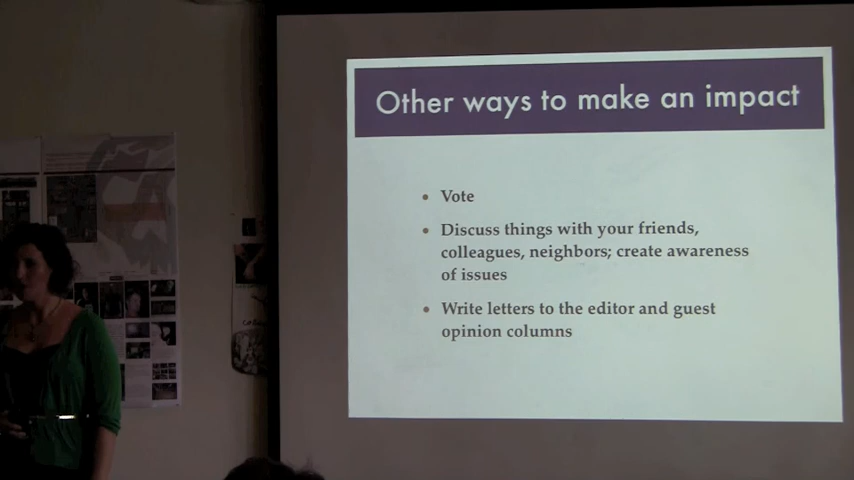 Other ways to make an impact
• Vote
• Discuss things with your friends,
colleagues, neighbors; create awareness
of issues
• Write letters to the editor and guest
opinion columns